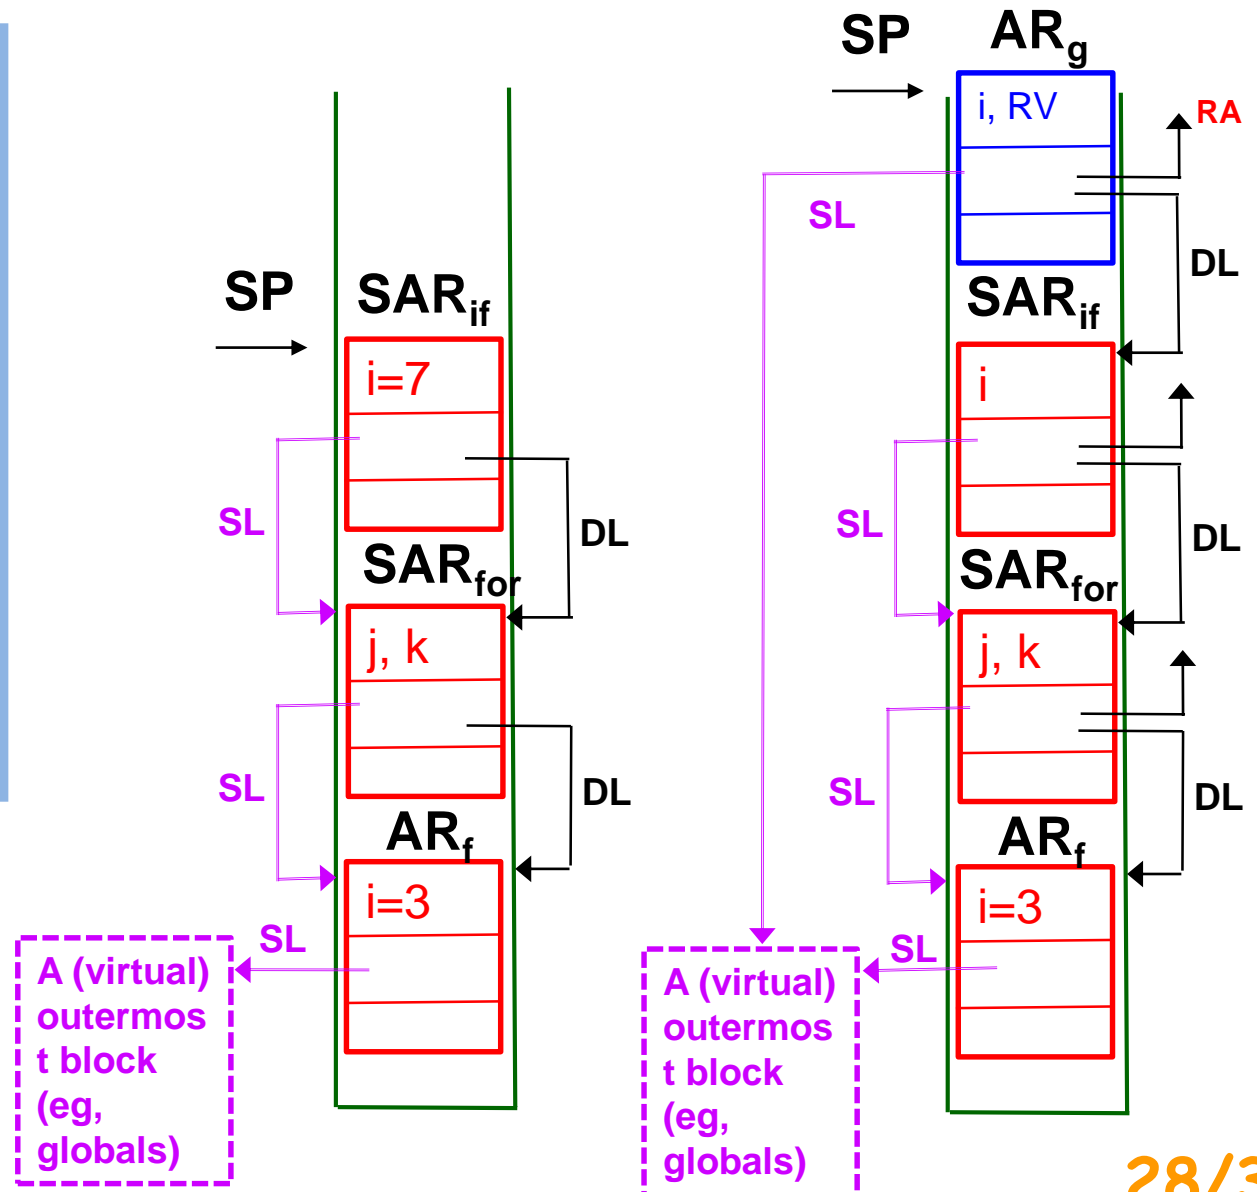 SP
SARif
i=7
SL
DL
SARfor
j, k
SL
DL
ARf
i=3
SL
A (virtual)
outermos
t block
(eg,
globals)
SP
ARg
i, RV
RA
SL
DL
SARif
i
SL
DL
SARfor
j, k
SL
DL
ARf
i=3
SL
A (virtual)
outermos
t block
(eg,
globals)
28/3